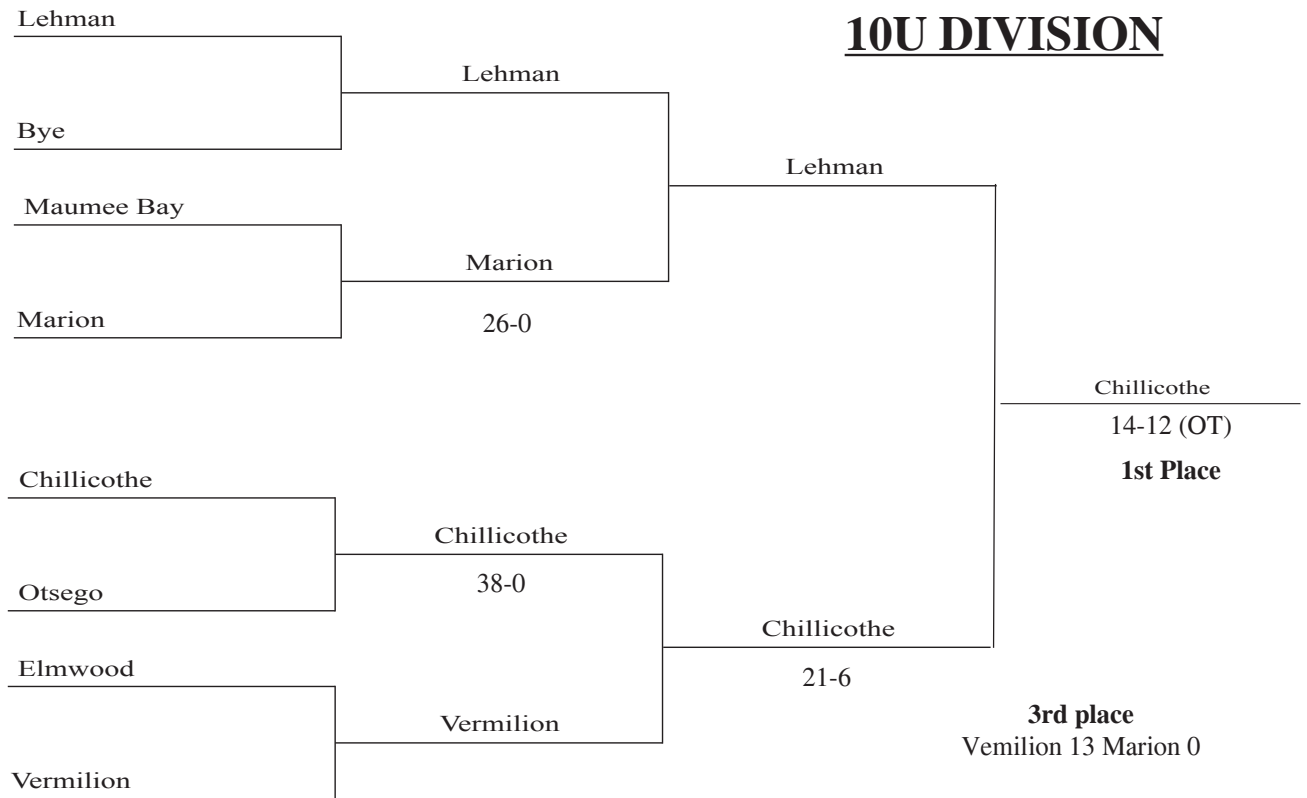 10U DIVISION
Lehman
Bye
Lehman
Maumee Bay
Marion
Marion
26-0
Lehman
Chillicothe
Otsego
Chillicothe
38-0
Elmwood
Vermilion
Vermilion
Chillicothe
21-6
Chillicothe
14-12 (OT)
1st Place
3rd place
Vemilion 13 Marion 0